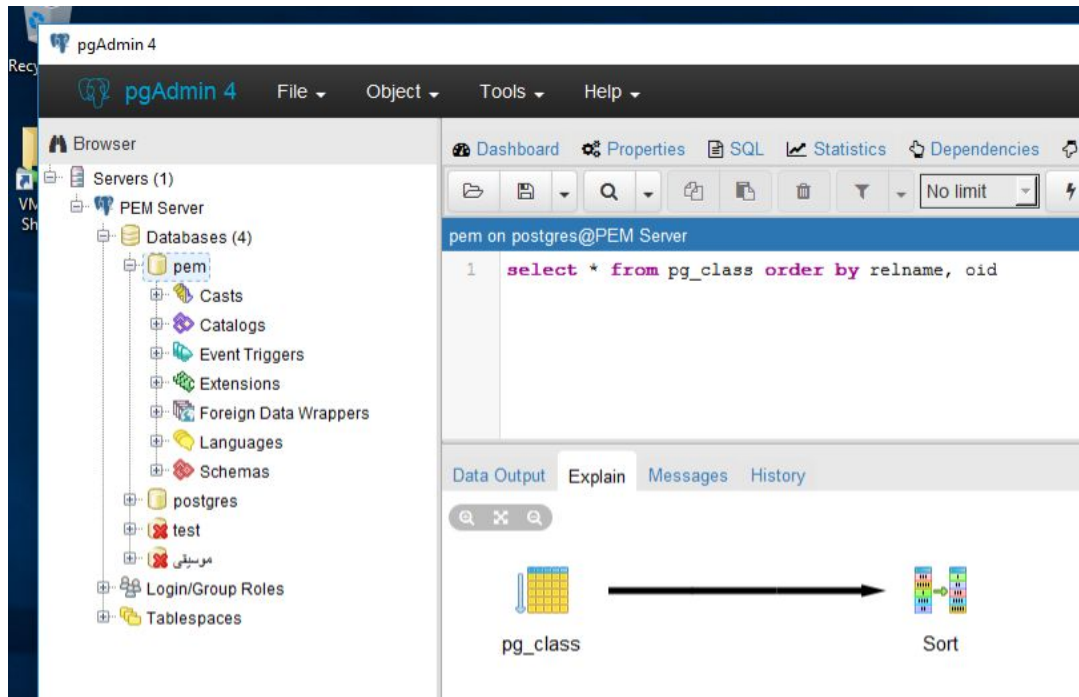 Recyc
pgAdmin 4
pgAdmin 4 File Object Tools Help
VM
Sh
Browser
Dashboard Properties SQL Statistics Dependencies
Servers (1)
PEM Server
No limit
Databases (4)
pem on postgres@PEM Server
pem
1 select * from pg_class order by relname, oid
Casts
Catalogs
Event Triggers
Extensions
Foreign Data Wrappers
Languages
Schemas
Data Output Explain Messages History
postgres
test
موسیقی
Login/Group Roles
Tablespaces
pg_class Sort